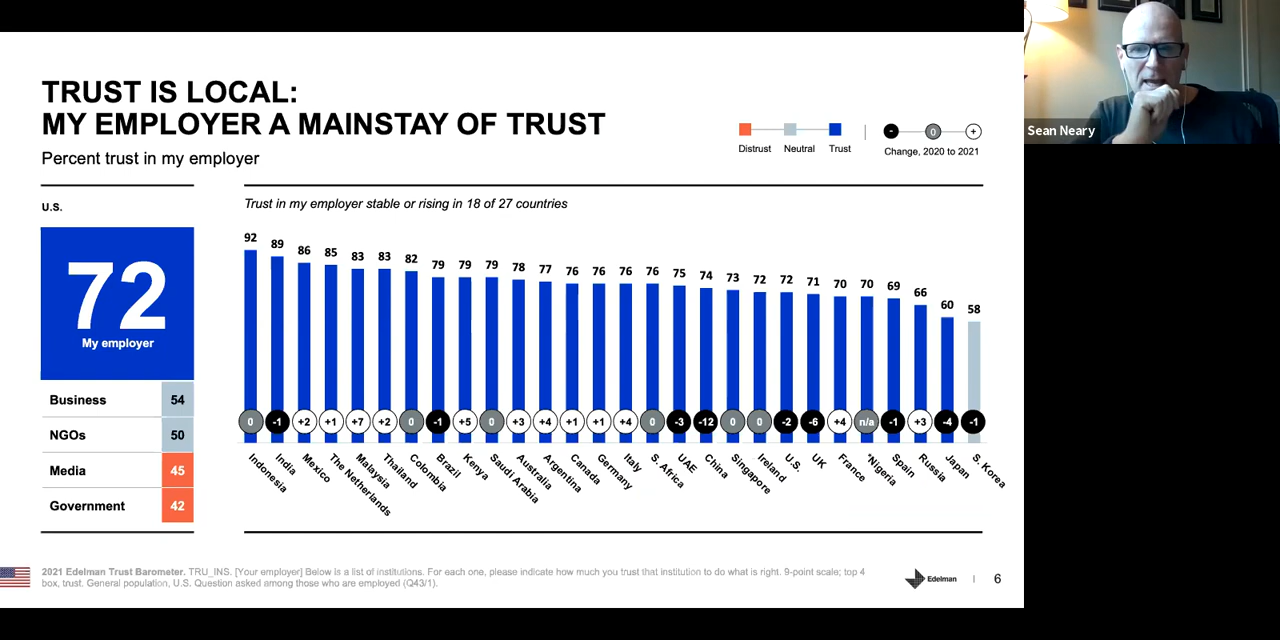 TRUST IS LOCAL:
MY EMPLOYER A MAINSTAY OF TRUST
Percent trust in my employer
Distrust Neutral Trust
- 0 +
Change, 2020 to 2021
Sean Neary
U.S.
72
My employer
Business 54
NGOs 50
Media 45
Government 42
Trust in my employer stable or rising in 18 of 27 countries
92 89 86 85 83 83 82 79 79 79 78 77 76 76 76 76 75 74 73 72 72 71 70 70 69 66 60 58
0 -1 +2 +1 +7 +2 0 -1 +5 0 +3 +4 +1 +1 +4 0 -3 -12 0 0 -2 -6 +4 n/a -1 +3 -4 -1
Indonesia India Mexico The Netherlands Malaysia Thailand Colombia Brazil Kenya Saudi Arabia Australia Argentina Canada Germany Italy S. Africa UAE China Singapore Ireland U.S. UK France *Nigeria Spain Russia Japan S. Korea
2021 Edelman Trust Barometer. TRU_INS. [Your employer] Below is a list of institutions. For each one, please indicate how much you trust that institution to do what is right. 9-point scale; top 4
box, trust. General population, U.S. Question asked among those who are employed (Q43/1).
Edelman | 6